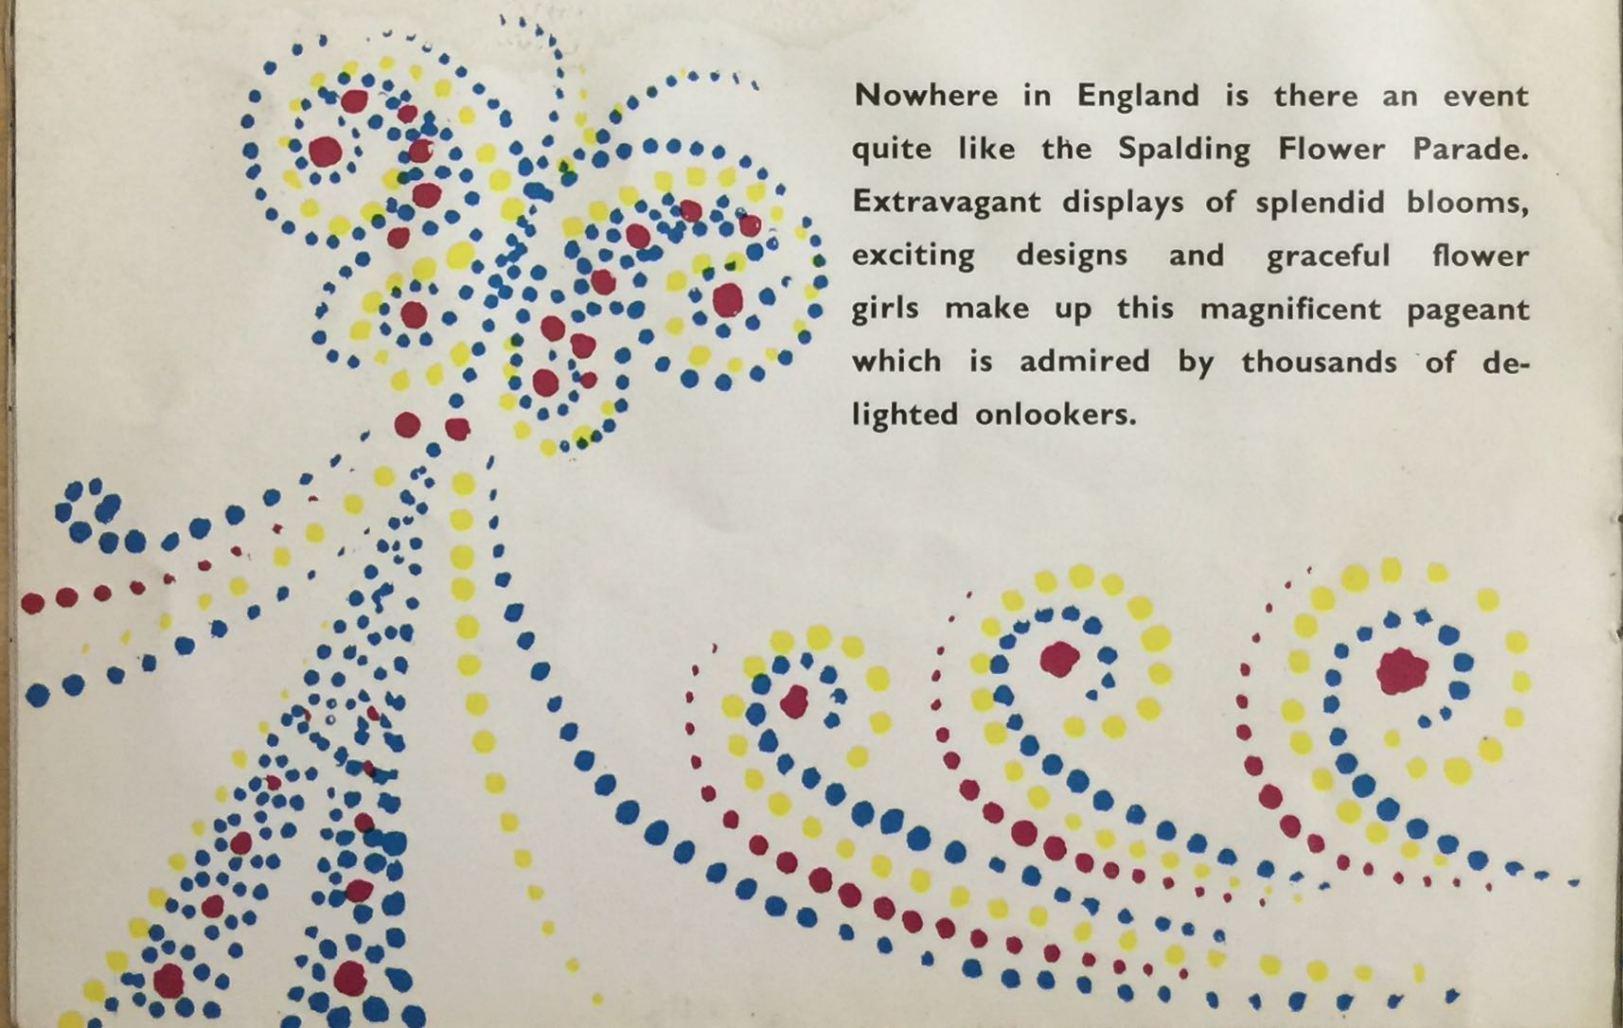 Nowhere in England is there an event
quite like the Spalding Flower Parade.
Extravagant displays of splendid blooms,
exciting designs and graceful flower
girls make up this magnificent pageant
which is admired by thousands of de-
lighted onlookers.